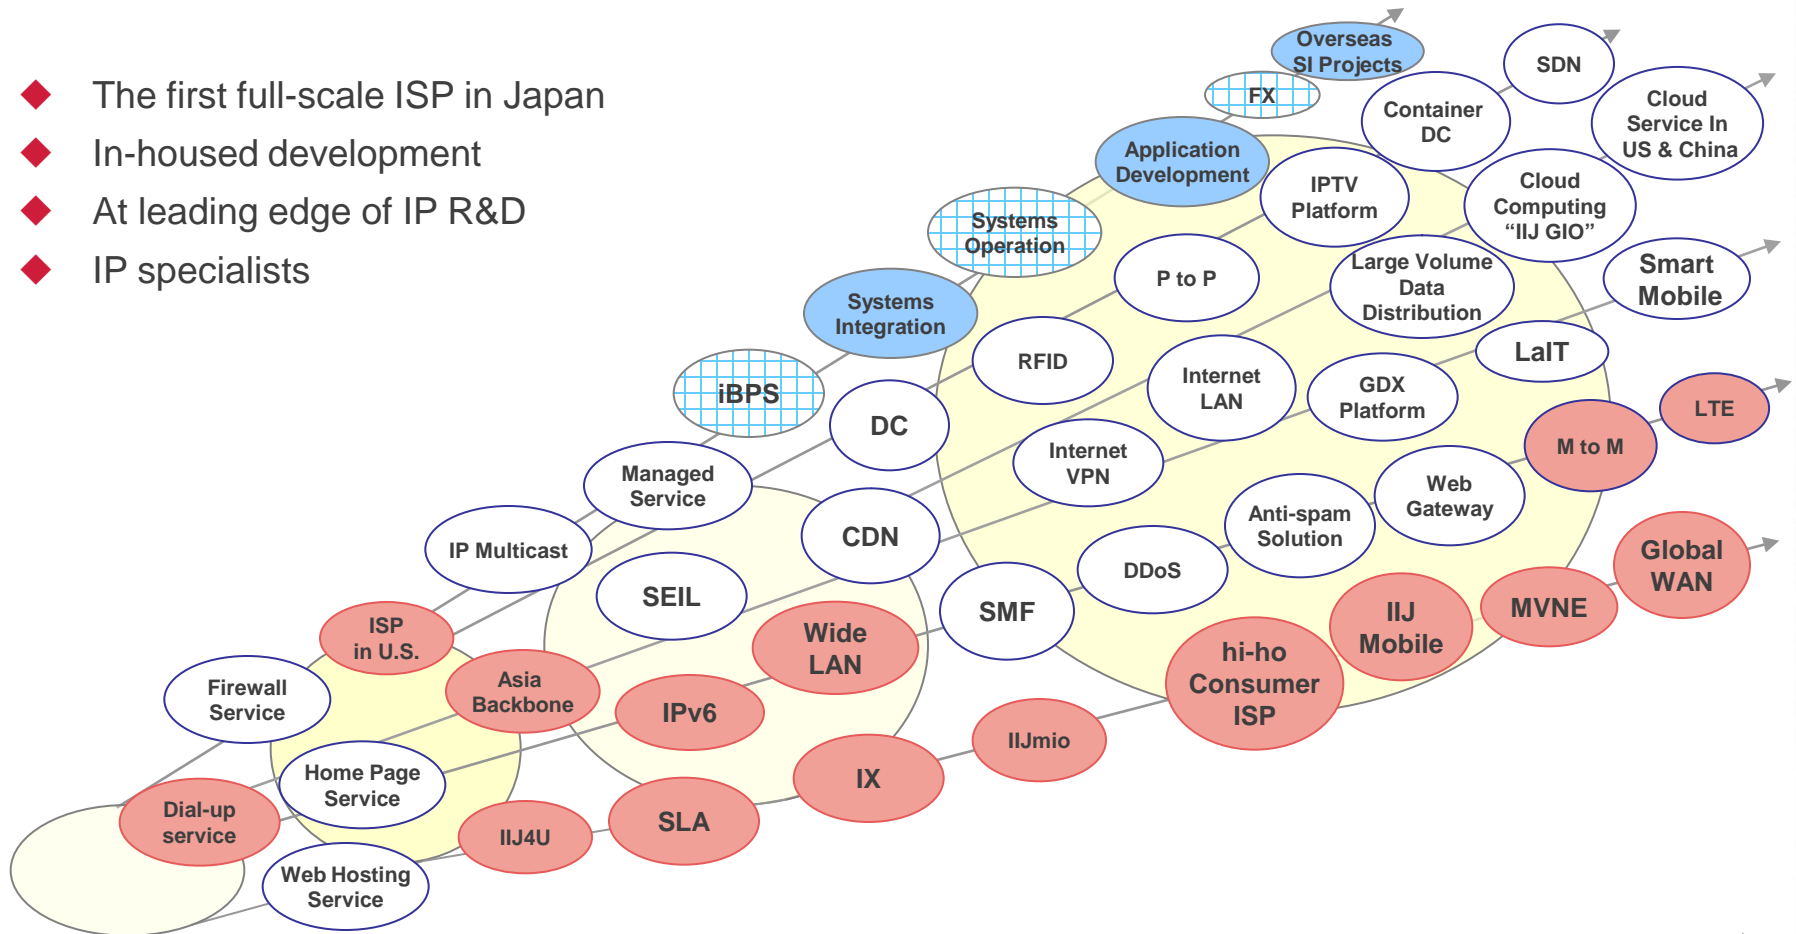 The first full-scale ISP in Japan
In-housed development
At leading edge of IP R&D
IP specialists
Overseas
SI Projects
SDN
FX
Container
DC
Cloud
Service In
US & China
Application
Development
IPTV
Platform
Cloud
Computing
“IIJ GIO”
Systems
Operation
P to P
Large Volume
Data
Distribution
Smart
Mobile
Systems
Integration
RFID
Internet
LAN
GDX
Platform
LaIT
iBPS
DC
Internet
VPN
LTE
M to M
Managed
Service
Web
Gateway
Anti-spam
Solution
IP Multicast
CDN
DDoS
Global
WAN
SEIL
SMF
MVNE
IIJ
Mobile
ISP
in U.S.
Wide
LAN
hi-ho
Consumer
ISP
Firewall
Service
Asia
Backbone
IPv6
IIJmio
Home Page
Service
IX
Dial-up
service
IIJ4U
SLA
Web Hosting
Service